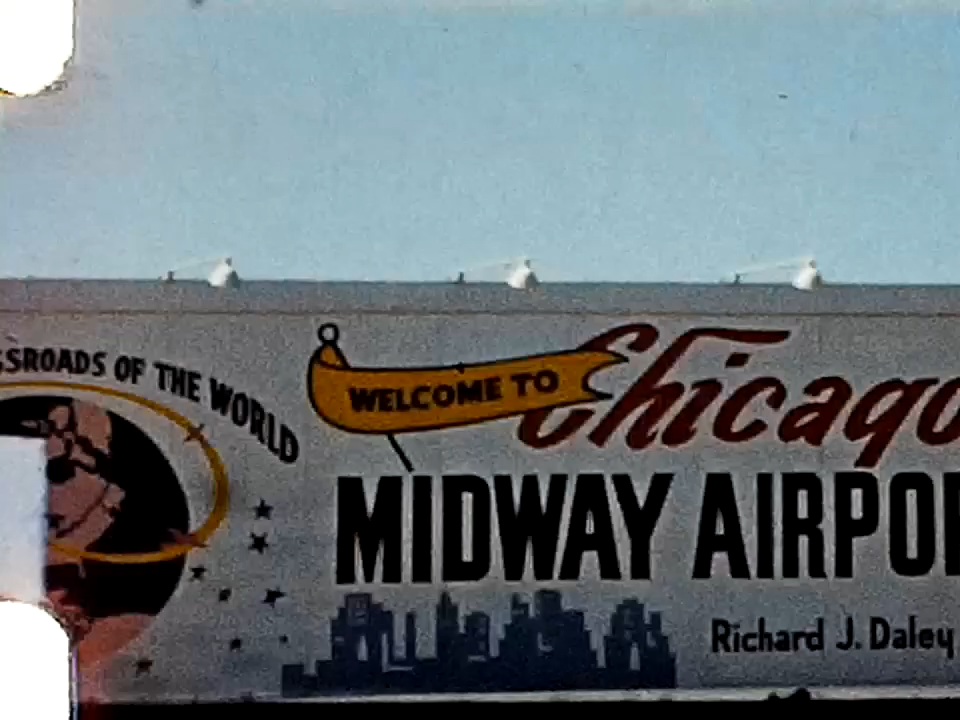 SSROADS OF THE WORLD
WELCOME TO
Chicago
MIDWAY AIRPO
Richard J. Daley